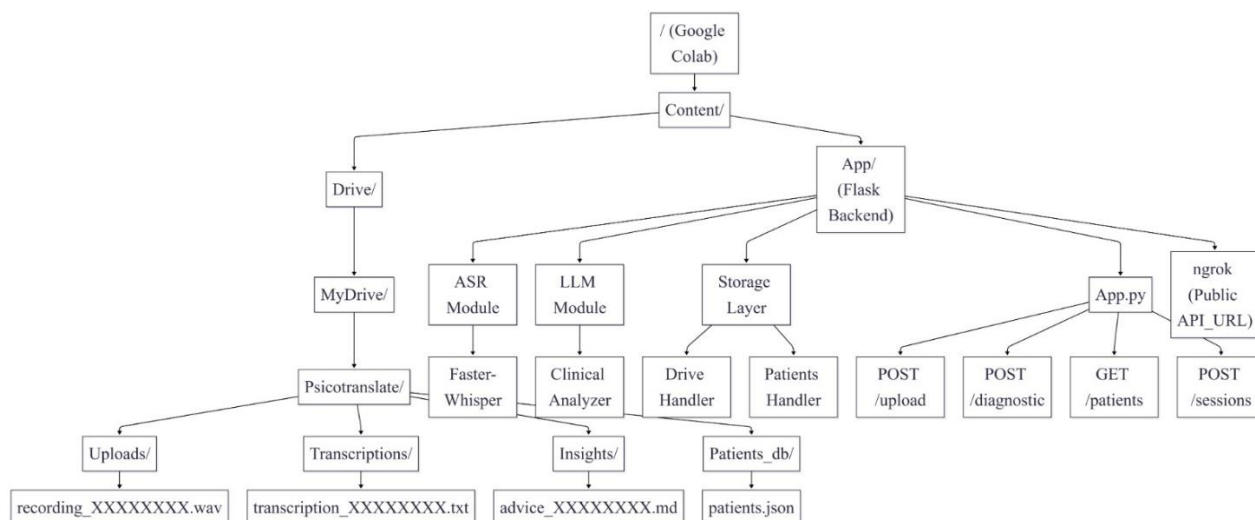 / (Google
Colab)
Content/
Drive/
App/
(Flask
Backend)
MyDrive/
ASR
Module
LLM
Module
Storage
Layer
App.py
ngrok
(Public
API_URL)
Psicotranslate/
Faster-
Whisper
Clinical
Analyzer
Drive
Handler
Patients
Handler
POST
/upload
POST
/diagnostic
GET
/patients
POST
/sessions
Uploads/
Transcriptions/
Insights/
Patients_db/
recording_XXXXXXXX.wav
transcription_XXXXXXXX.txt
advice_XXXXXXXX.md
patients.json